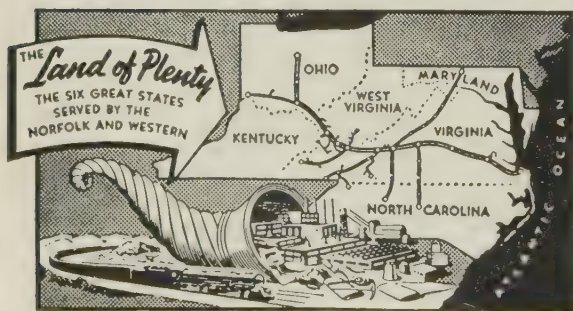 THE
Land of Plenty
THE SIX GREAT STATES
SERVED BY THE
NORFOLK AND WESTERN
OHIO
MARYLAND
WEST
VIRGINIA
KENTUCKY
VIRGINIA
NORTH CAROLINA
OCEAN